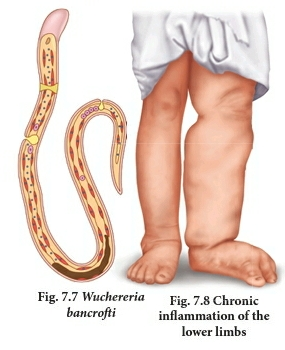 Fig. 7.7 Wuchereria
bancrofti
Fig. 7.8 Chronic
inflammation of the
lower limbs